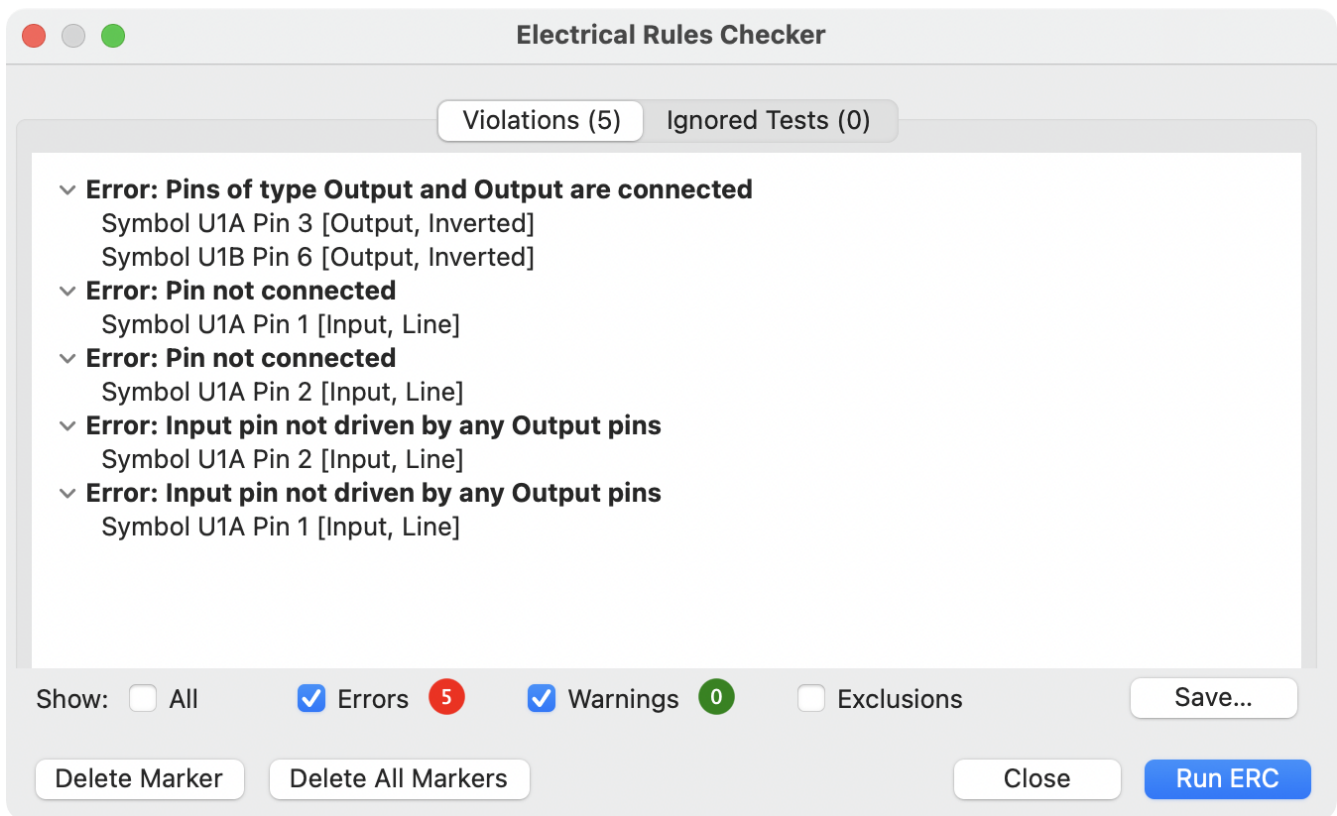 Electrical Rules Checker
Violations (5) Ignored Tests (0)
Error: Pins of type Output and Output are connected
Symbol U1A Pin 3 [Output, Inverted]
Symbol U1B Pin 6 [Output, Inverted]
Error: Pin not connected
Symbol U1A Pin 1 [Input, Line]
Error: Pin not connected
Symbol U1A Pin 2 [Input, Line]
Error: Input pin not driven by any Output pins
Symbol U1A Pin 2 [Input, Line]
Error: Input pin not driven by any Output pins
Symbol U1A Pin 1 [Input, Line]
Show: All Errors 5 Warnings 0 Exclusions Save...
Delete Marker Delete All Markers Close Run ERC